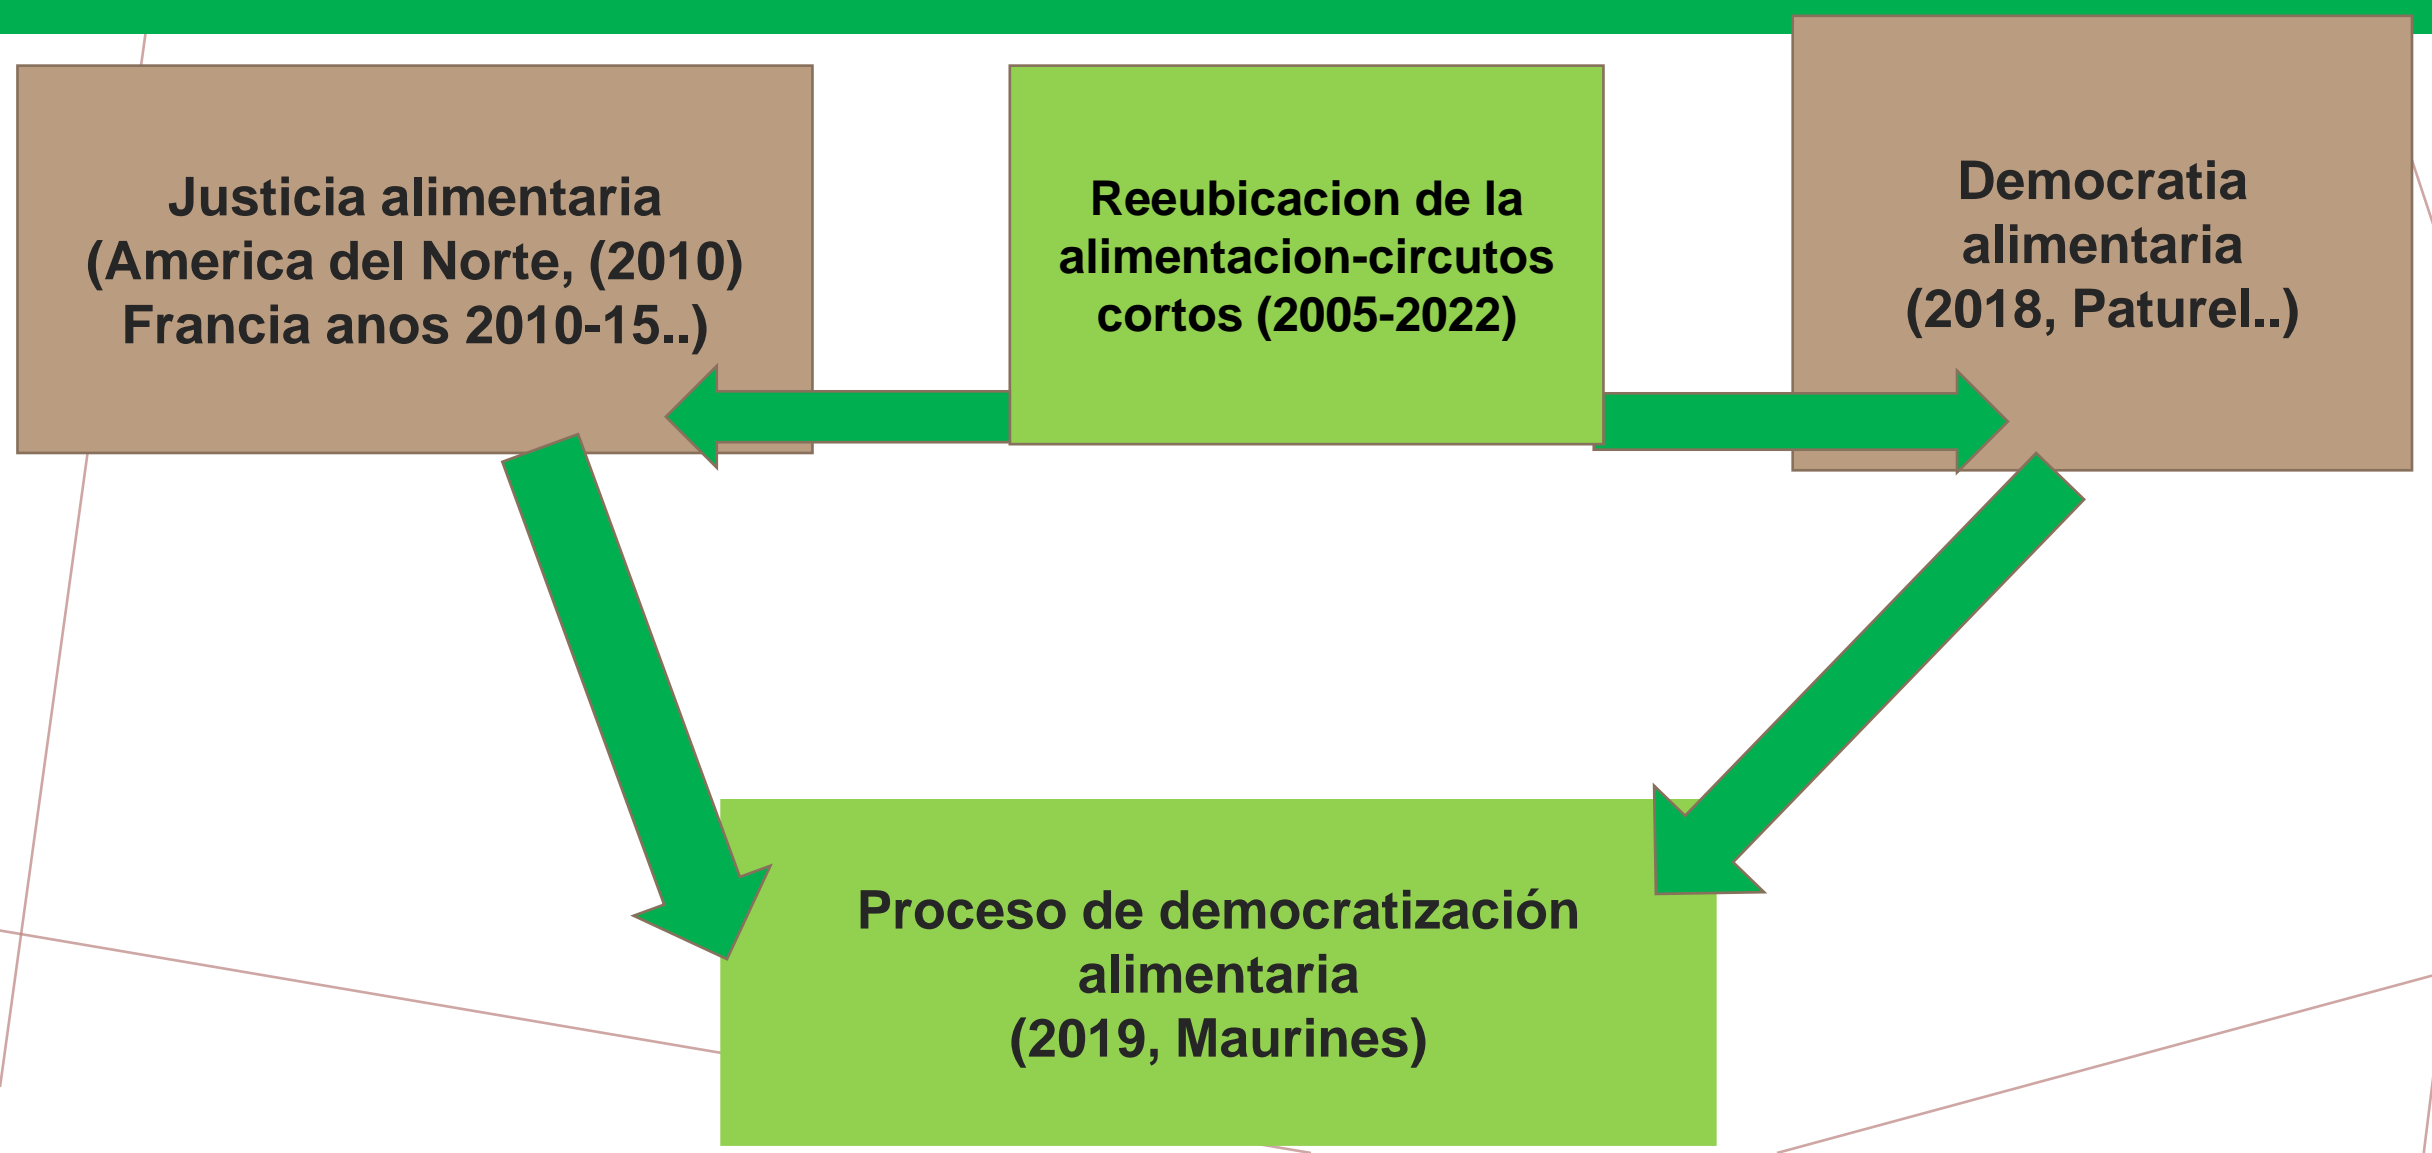 Justicia alimentaria
(America del Norte, (2010)
Francia anos 2010-15..)
Reeubicacion de la
alimentacion-circutos
cortos (2005-2022)
Democratia
alimentaria
(2018, Paturel..)
Proceso de democratización
alimentaria
(2019, Maurines)